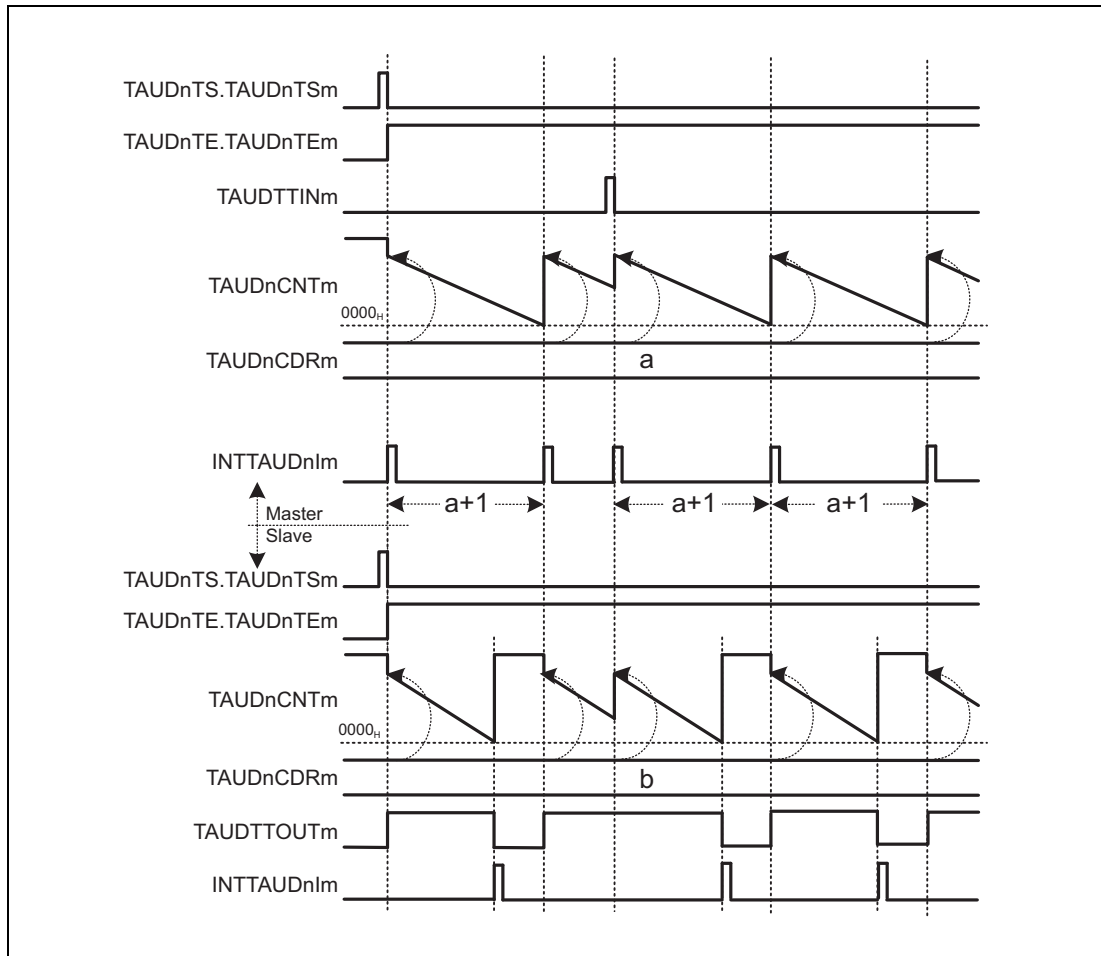 TAUDnTS.TAUDnTSm
TAUDnTE.TAUDnTEm
TAUDTTINm
TAUDnCNTm
0000H
TAUDnCDRm
a
INTTAUDnIm
a+1
a+1
a+1
Master
Slave
TAUDnTS.TAUDnTSm
TAUDnTE.TAUDnTEm
TAUDnCNTm
0000H
TAUDnCDRm
b
TAUDTTOUTm
INTTAUDnIm